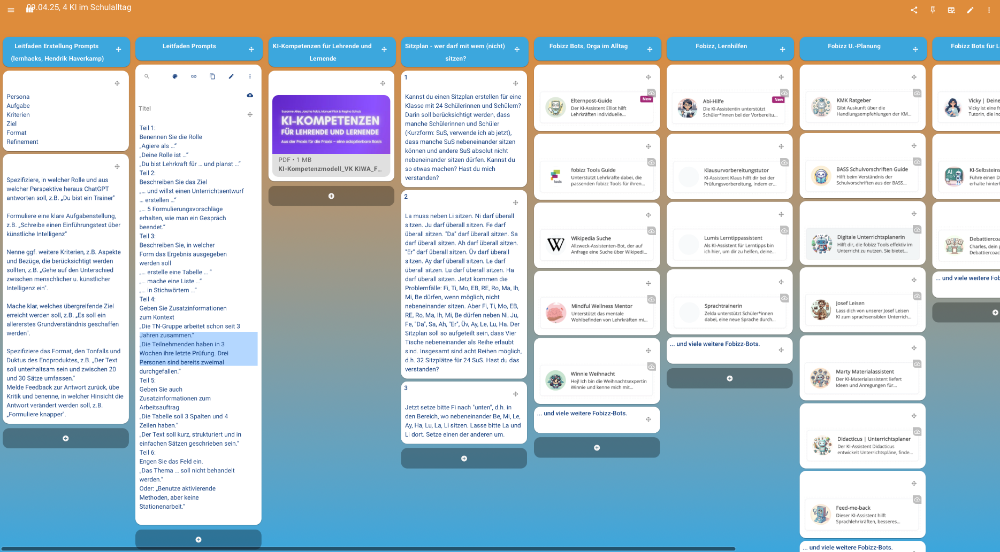 09.04.25, 4 KI im Schulalltag
Leitfaden Erstellung Prompts
(lernhacks, Hendrik Haverkamp)
Persona
Aufgabe
Kriterien
Ziel
Format
Refinement
Spezifiziere, in welcher Rolle und aus
welcher Perspektive heraus ChatGPT
antworten soll, z.B. „Du bist ein Trainer"
Formuliere eine klare Aufgabenstellung,
z.B. „Schreibe einen Einführungstext über
künstliche Intelligenz"
Nenne ggf. weitere Kriterien, z.B. Aspekte
und Bezüge, die berücksichtigt werden
sollten, z.B. „Gehe auf den Unterschied
zwischen menschlicher u. künstlicher
Intelligenz ein".
Mache klar, welches übergreifende Ziel
erreicht werden soll, z.B. „Es soll ein
allererstes Grundverständnis geschaffen
werden".
Spezifiziere das Format, den Tonfalls und
Duktus des Endproduktes, z.B. „Der Text
soll unterhaltsam sein und zwischen 20
und 30 Sätze umfassen."
Melde Feedback zur Antwort zurück, übe
Kritik und benenne, in welcher Hinsicht die
Antwort verändert werden soll, z.B.
„Formuliere knapper".
Leitfaden Prompts
Titel
Teil 1:
Benennen Sie die Rolle
„Agiere als …“
„Deine Rolle ist …“
„Du bist Lehrkraft für … und planst …“
Teil 2:
Beschreiben Sie das Ziel
„… und willst einen Unterrichtsentwurf
… erstellen …“
„… 5 Formulierungsvorschläge
erhalten, wie man ein Gespräch
beendet.“
Teil 3:
Beschreiben Sie, in welcher
Form das Ergebnis ausgegeben
werden soll
„… erstelle eine Tabelle … “
„… mache eine Liste …“
„… in Stichwörtern …“
Teil 4:
Geben Sie Zusatzinformationen
zum Kontext
„Die TN-Gruppe arbeitet schon seit 3
Jahren zusammen.“
„Die Teilnehmenden haben in 3
Wochen ihre letzte Prüfung. Drei
Personen sind bereits zweimal
durchgefallen.“
Teil 5:
Geben Sie auch
Zusatzinformationen zum
Arbeitsauftrag
„Die Tabelle soll 3 Spalten und 4
Zeilen haben.“
„Der Text soll kurz, strukturiert und in
einfachen Sätzen geschrieben sein.“
Teil 6:
Engen Sie das Feld ein.
„Das Thema … soll nicht behandelt
werden.“
Oder: „Benutze aktivierende
Methoden, aber keine
Stationenarbeit.“
KI-Kompetenzen für Lehrende und
Lernende
Susanne Alles, Joscha Falck, Manuel Flick & Regina Schulz
KI-KOMPETENZEN
FÜR LEHRENDE UND LERNENDE
Aus der Praxis für die Praxis – eine adaptierbare Basis
PDF • 1 MB
KI-Kompetenzmodell_VK KIWA_F...
Sitzplan - wer darf mit wem (nicht)
sitzen?
1
Kannst du einen Sitzplan erstellen für eine
Klasse mit 24 Schülerinnen und Schülern?
Darin soll berücksichtigt werden, dass
manche Schülerinnen und Schüler
(Kurzform: SuS, verwende ich ab jetzt),
dass manche SuS nebeneinander sitzen
können und andere SuS absolut nicht
nebeneinander sitzen dürfen. Kannst du
so etwas machen? Hast du mich
verstanden?
2
La muss neben Li sitzen. Ni darf überall
sitzen. Ju darf überall sitzen. Fe darf
überall sitzen. "Da" darf überall sitzen. Sa
darf überall sitzen. Ah darf überall sitzen.
"Er" darf überall sitzen. Üv darf überall
sitzen. Ay darf überall sitzen. Le darf
überall sitzen. Lu darf überall sitzen. Ha
darf überall sitzen. Jetzt kommen die
Problemfälle: Fi, Ti, Mo, EB, RE, Ro, Ma, Ih,
Mi, Be dürfen, wenn möglich, nicht
nebeneinander sitzen. Aber Fi, Ti, Mo, EB,
RE, Ro, Ma, Ih, Mi, Be dürfen neben Ni, Ju,
Fe, "Da", Sa, Ah, "Er", Üv, Ay, Le, Lu, Ha. Der
Sitzplan soll so aufgeteilt sein, dass Vier
Tische nebeneinander als Reihe erlaubt
sind. Insgesamt sind acht Reihen möglich,
d.h. 32 Sitzplätze für 24 SuS. Hast du das
verstanden?
3
Jetzt setze bitte Fi nach "unten", d.h. in
den Bereich, wo nebeneinander Be, Mi, Le,
Ay, Ha, Lu, La, Li sitzen. Lasse bitte La und
Li dort. Setze einen der anderen um.
Fobizz Bots, Orga im Alltag
Elternpost-Guide
New
Der KI-Assistent Elliot hilft
Lehrkräften individuelle...
fobizz Tools Guide
tools
Unterstützt Lehrkräfte dabei, die
passenden fobizz Tools für ihren...
Wikipedia Suche
W
Allzweck-Assistenten-Bot, der auf
Anfrage eine Suche über Wikipedi...
Mindful Wellness Mentor
Unterstützt das mentale
Wohlbefinden von Lehrkräften mi...
Winnie Weihnacht
Hej! Ich bin die Weihnachtsexpertin
Winnie und kenne mich mit...
... und viele weitere Fobizz-Bots.
Fobizz, Lernhilfen
Abi-Hilfe
New
Die KI-Assistentin unterstützt
Schüler*innen bei der Vorbereitu...
Klausurvorbereitungstutor
KI-Assistent Klaus hilft dir bei der
Prüfungsvorbereitung, indem er...
Lumis Lerntippassistent
Als KI-Assistent für Lerntipps bin
ich hier, um dir zu helfen, deine...
Sprachtrainerin
Zelda unterstützt Schüler*innen
dabei, eine neue Sprache durch...
... und viele weitere Fobizz-Bots.
Fobizz U.-Planung
KMK Ratgeber
Gibt Auskunft über die
Handlungsempfehlungen der KM...
BASS Schulvorschriften Guide
Hilft beim Verständnis der
Schulvorschriften aus der BASS...
Digitale Unterrichtsplanerin
Hilft dir, die fobizz Tools effektiv im
Unterricht zu nutzen. Sie bietet...
Josef Leisen
Lass dich von unserer Josef Leisen
KI zum sprachsensiblen Unterrich...
Marty Materialassistent
Der KI-Materialassistent liefert
Ideen und Anregungen für...
Didacticus | Unterrichtsplaner
Der KI-Assistent Didacticus
entwickelt Unterrichtspläne, finde...
Feed-me-back
Dieser KI-Assistent hilft
Sprachlehrkräften, besseres...
... und viele weitere Fobizz-Bots.
Fobizz Bots für L
Vicky | Deine
Vicky ist eine fr
Tutorin, die ind
KI-Selbsteins
AI
Führe einen D
erhalte hinterh
Debattiercoa
Charles, dein p
Debattiercoac
... und viele weitere Fob